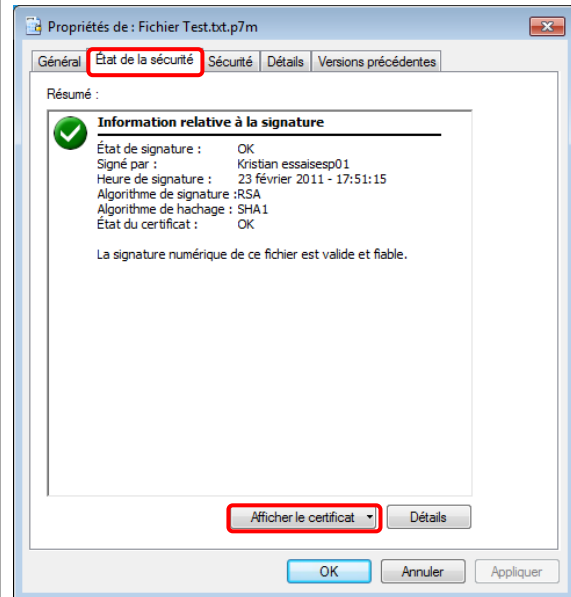 Propriétés de : Fichier Test.txt.p7m
Général État de la sécurité Sécurité Détails Versions précédentes
Résumé :
Information relative à la signature
État de signature : OK
Signé par : Kristian essaisesp01
Heure de signature : 23 février 2011 - 17:51:15
Algorithme de signature :RSA
Algorithme de hachage : SHA1
État du certificat : OK
La signature numérique de ce fichier est valide et fiable.
Afficher le certificat Détails
OK Annuler Appliquer